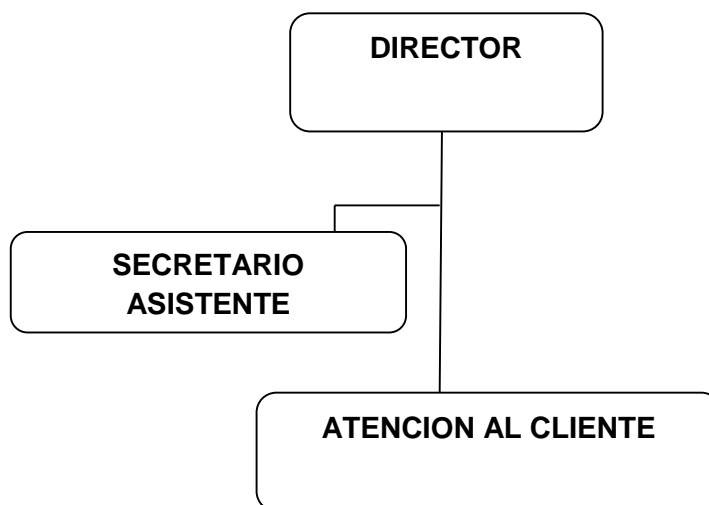 DIRECTOR
SECRETARIO
ASISTENTE
ATENCION AL CLIENTE